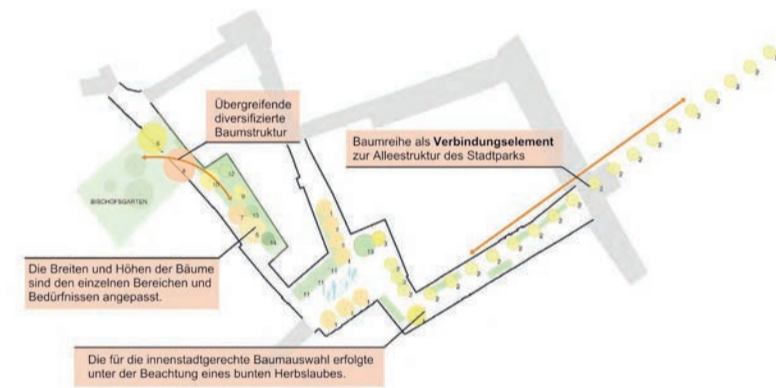 Übergreifende
diversifizierte
Baumstruktur
Baumreihe als Verbindungselement
zur Alleestruktur des Stadtparks
BISCHOFSGARTEN
Die Breiten und Höhen der Bäume
sind den einzelnen Bereichen und
Bedürfnissen angepasst.
Die für die innenstadtgerechte Baumauswahl erfolgte
unter der Beachtung eines bunten Herbslaubes.